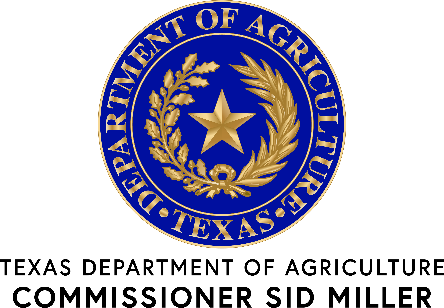 DEPARTMENT OF AGRICULTURE
• TEXAS •
TEXAS DEPARTMENT OF AGRICULTURE
COMMISSIONER SID MILLER